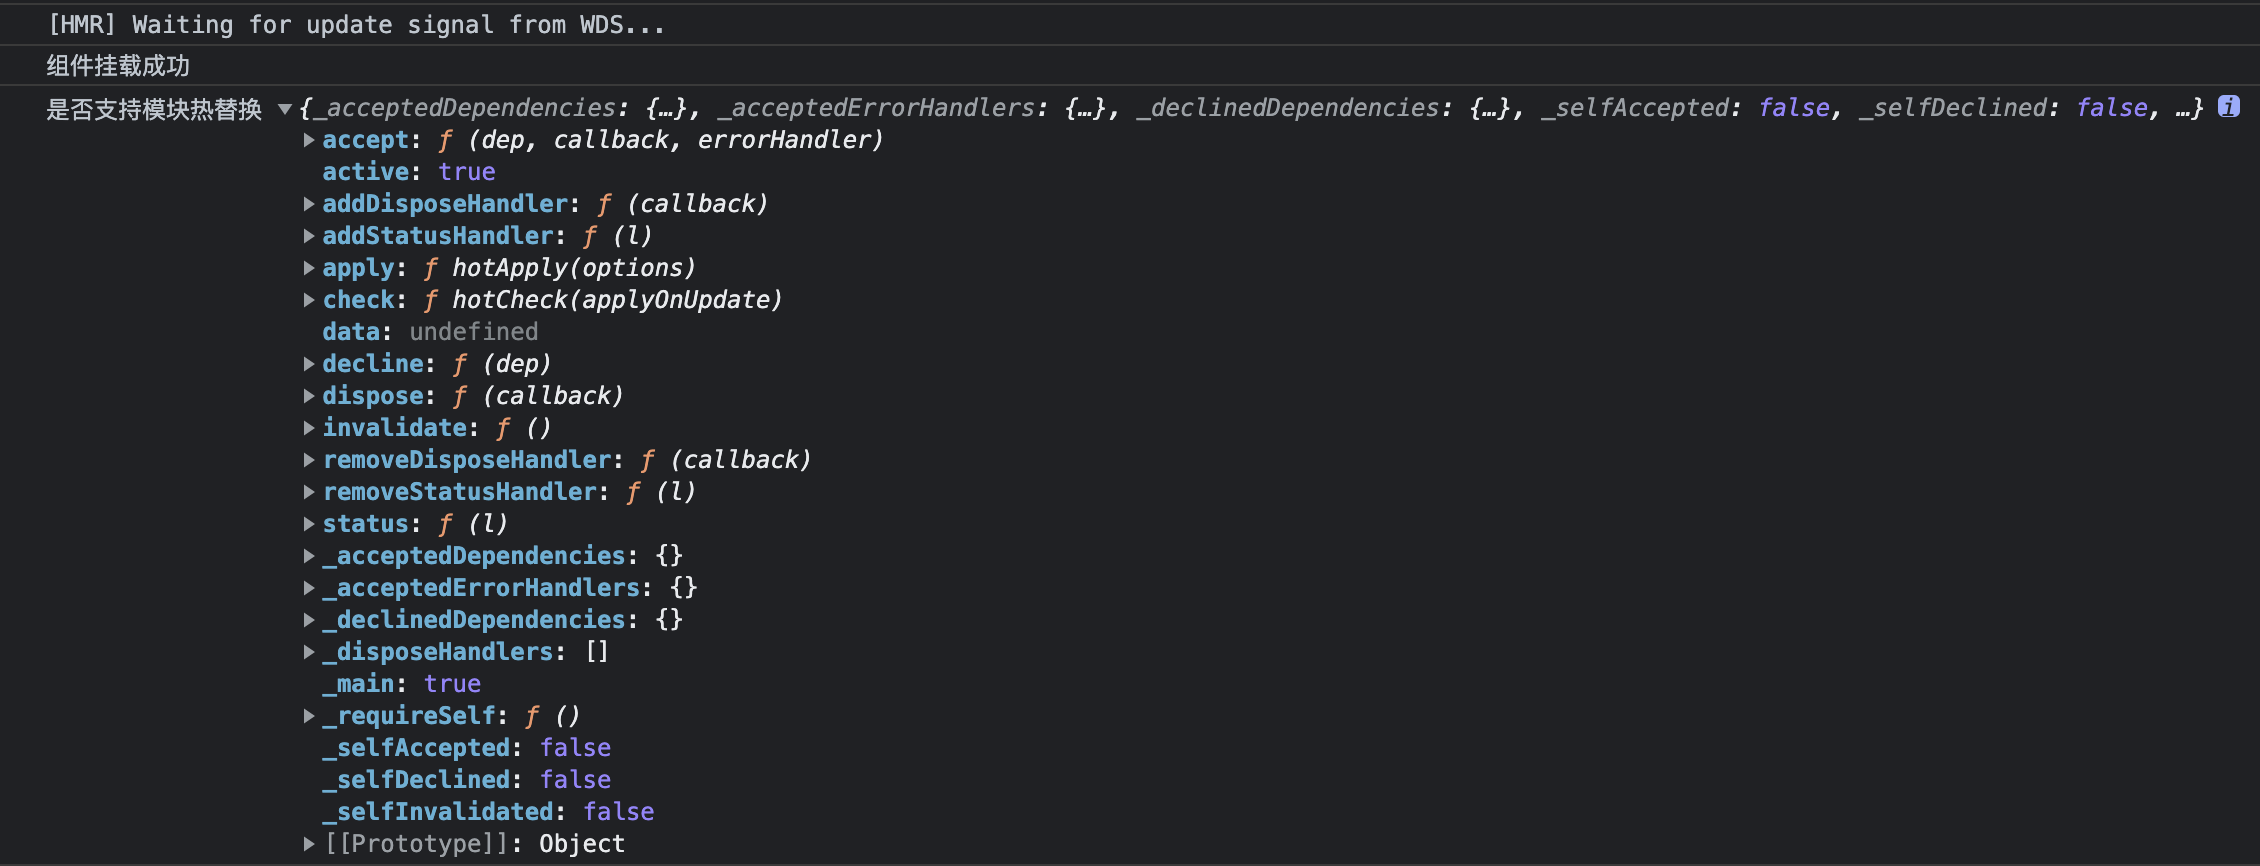 [HMR] Waiting for update signal from WDS...
组件挂载成功
是否支持模块热替换 ▼{_acceptedDependencies: {…}, _acceptedErrorHandlers: {…}, _declinedDependencies: {…}, _selfAccepted: false, _selfDeclined: false, …} i
▶accept: ƒ (dep, callback, errorHandler)
active: true
▶addDisposeHandler: ƒ (callback)
▶addStatusHandler: ƒ (l)
▶apply: ƒ hotApply(options)
▶check: ƒ hotCheck(applyOnUpdate)
data: undefined
▶decline: ƒ (dep)
▶dispose: ƒ (callback)
▶invalidate: ƒ ()
▶removeDisposeHandler: ƒ (callback)
▶removeStatusHandler: ƒ (l)
▶status: ƒ (l)
▶_acceptedDependencies: {}
▶_acceptedErrorHandlers: {}
▶_declinedDependencies: {}
▶_disposeHandlers: []
_main: true
▶_requireSelf: ƒ ()
_selfAccepted: false
_selfDeclined: false
_selfInvalidated: false
▶[[Prototype]]: Object